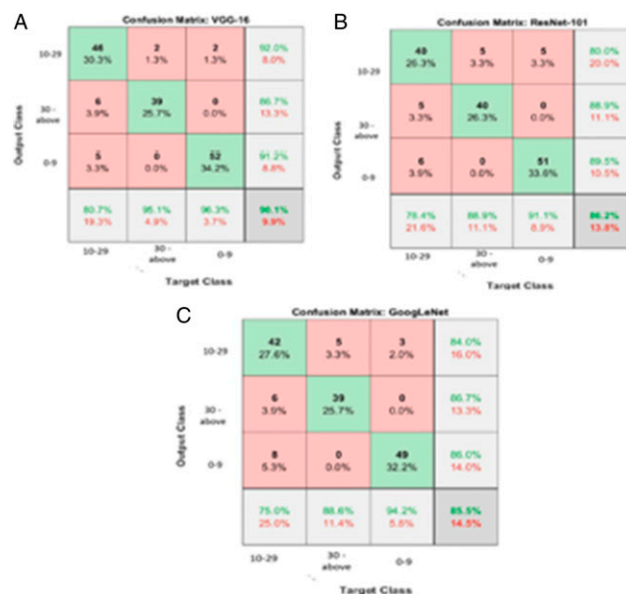 A
Confusion Matrix: VGG-16
10-29
46 2 2 92.0%
30.3% 1.3% 1.3% 8.0%
30 -
above
6 39 0 86.7%
3.9% 25.7% 0.0% 13.3%
0-9
5 0 52 91.2%
3.3% 0.0% 34.2% 8.8%
80.7% 95.1% 96.3% 90.1%
19.3% 4.9% 3.7% 9.9%
10-29 30 - above 0-9
Output Class
Target Class
B
Confusion Matrix: ResNet-101
10-29
40 5 5 80.0%
26.3% 3.3% 3.3% 20.0%
30 -
above
5 40 0 88.9%
3.3% 26.3% 0.0% 11.1%
0-9
6 0 51 89.5%
3.9% 0.0% 33.6% 10.5%
78.4% 88.9% 91.1% 86.2%
21.6% 11.1% 8.9% 13.8%
10-29 30 - above 0-9
Output Class
Target Class
C
Confusion Matrix: GoogLeNet
10-29
42 5 3 84.0%
27.6% 3.3% 2.0% 16.0%
30 -
above
6 39 0 86.7%
3.9% 25.7% 0.0% 13.3%
0-9
8 0 49 86.0%
5.3% 0.0% 32.2% 14.0%
75.0% 88.6% 94.2% 85.5%
25.0% 11.4% 5.8% 14.5%
10-29 30 - above 0-9
Output Class
Target Class